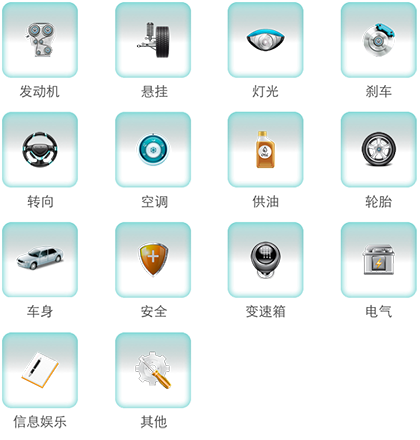 发动机 悬挂 灯光 刹车
转向 空调 供油 轮胎
车身 安全 变速箱 电气
信息娱乐 其他